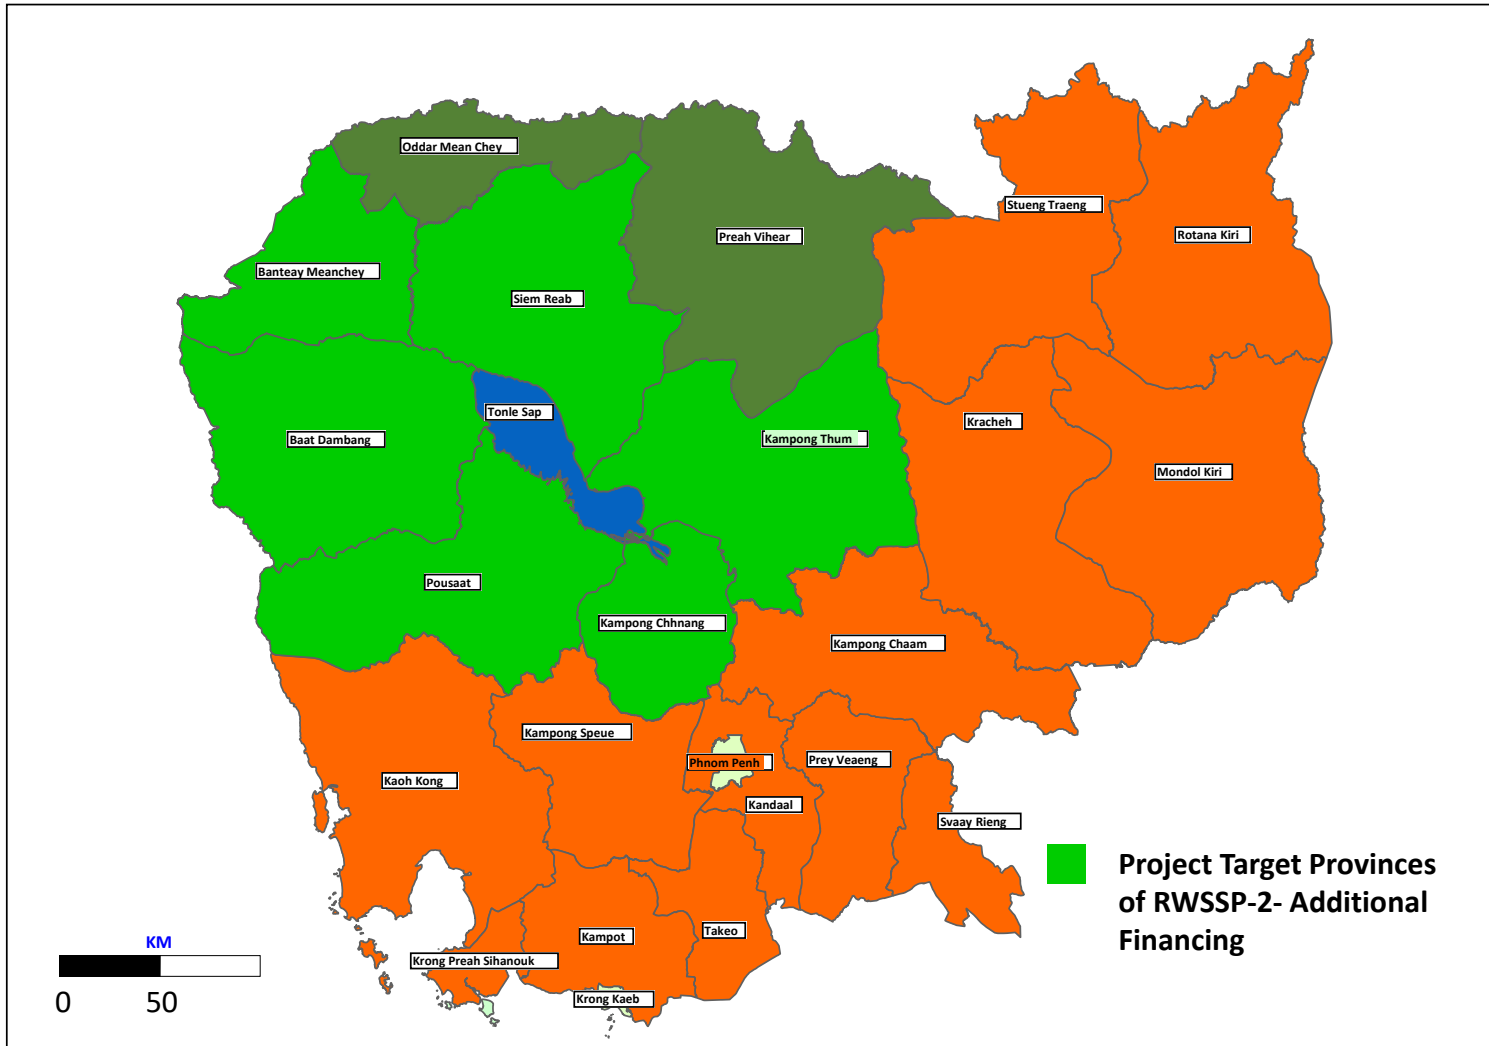 Oddar Mean Chey
Stueng Traeng
Rotana Kiri
Preah Vihear
Banteay Meanchey
Siem Reab
Tonle Sap
Kracheh
Baat Dambang
Kampong Thum
Mondol Kiri
Pousaat
Kampong Chhnang
Kampong Chaam
Kampong Speue
Phnom Penh
Prey Veaeng
Kaoh Kong
Kandaal
Svaay Rieng
Project Target Provinces
of RWSSP-2- Additional
Financing
Takeo
Kampot
KM
Krong Preah Sihanouk
Krong Kaeb
0 50